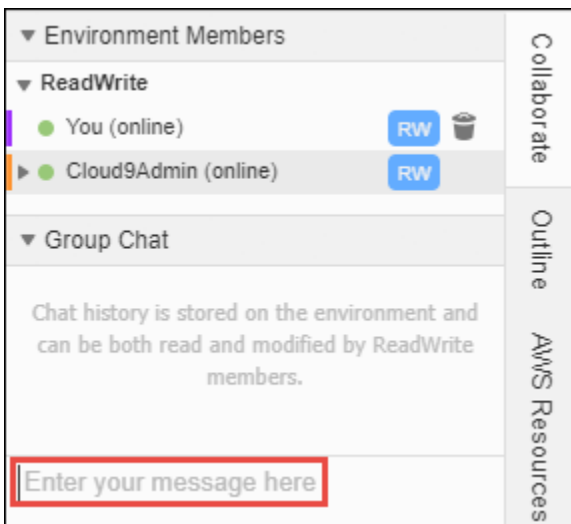 Environment Members
ReadWrite
You (online) RW
Cloud9Admin (online) RW
Group Chat
Chat history is stored on the environment and
can be both read and modified by ReadWrite
members.
Enter your message here
Collaborate
Outline
AWS Resources